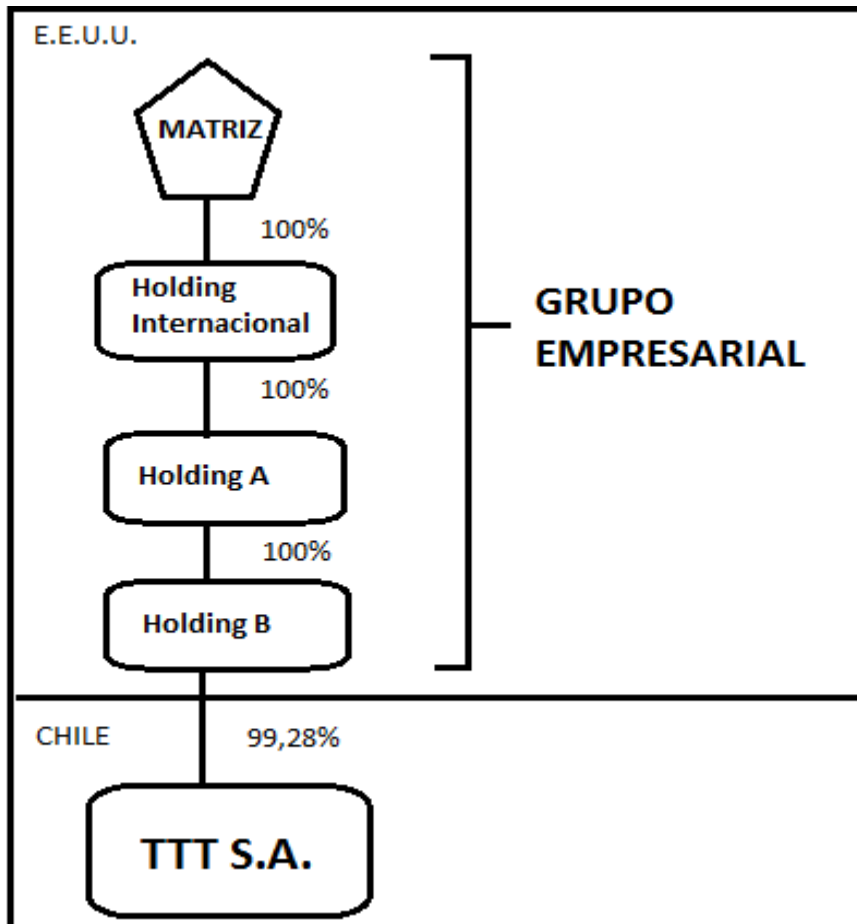 E.E.U.U.
MATRIZ
100%
Holding
Internacional
100%
Holding A
100%
Holding B
GRUPO
EMPRESARIAL
CHILE
99,28%
TTT S.A.